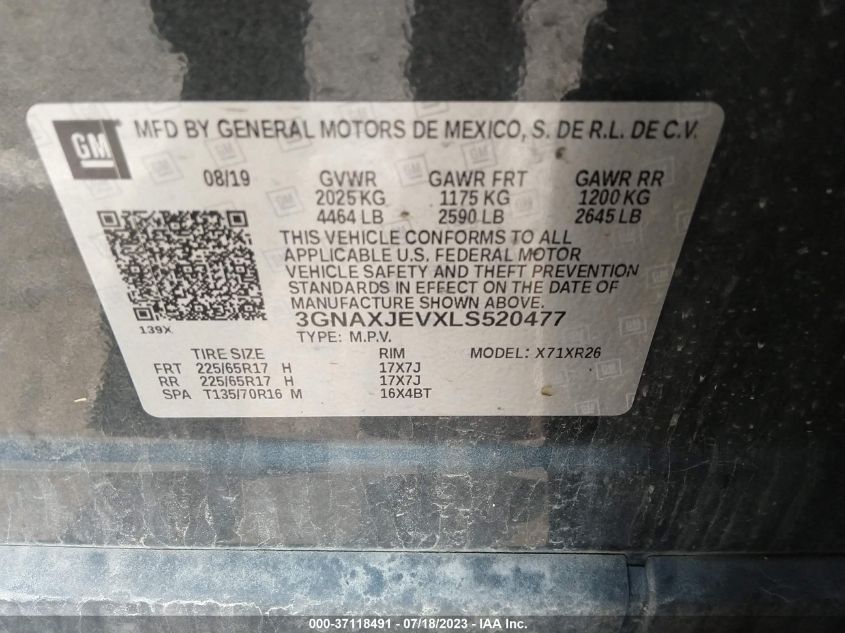 GM MFD BY GENERAL MOTORS DE MEXICO, S. DE R.L. DE C.V.
08/19 GVWR GAWR FRT GAWR RR
2025 KG 1175 KG 1200 KG
4464 LB 2590 LB 2645 LB
THIS VEHICLE CONFORMS TO ALL
APPLICABLE U.S. FEDERAL MOTOR
VEHICLE SAFETY AND THEFT PREVENTION
STANDARDS IN EFFECT ON THE DATE OF
MANUFACTURE SHOWN ABOVE.
139X 3GNAXJEVXLS520477
TYPE: M.P.V.
TIRE SIZE RIM MODEL: X71XR26
FRT 225/65R17 H 17X7J
RR 225/65R17 H 17X7J
SPA T135/70R16 M 16X4BT
000-37118491 - 07/18/2023 - IAA Inc.